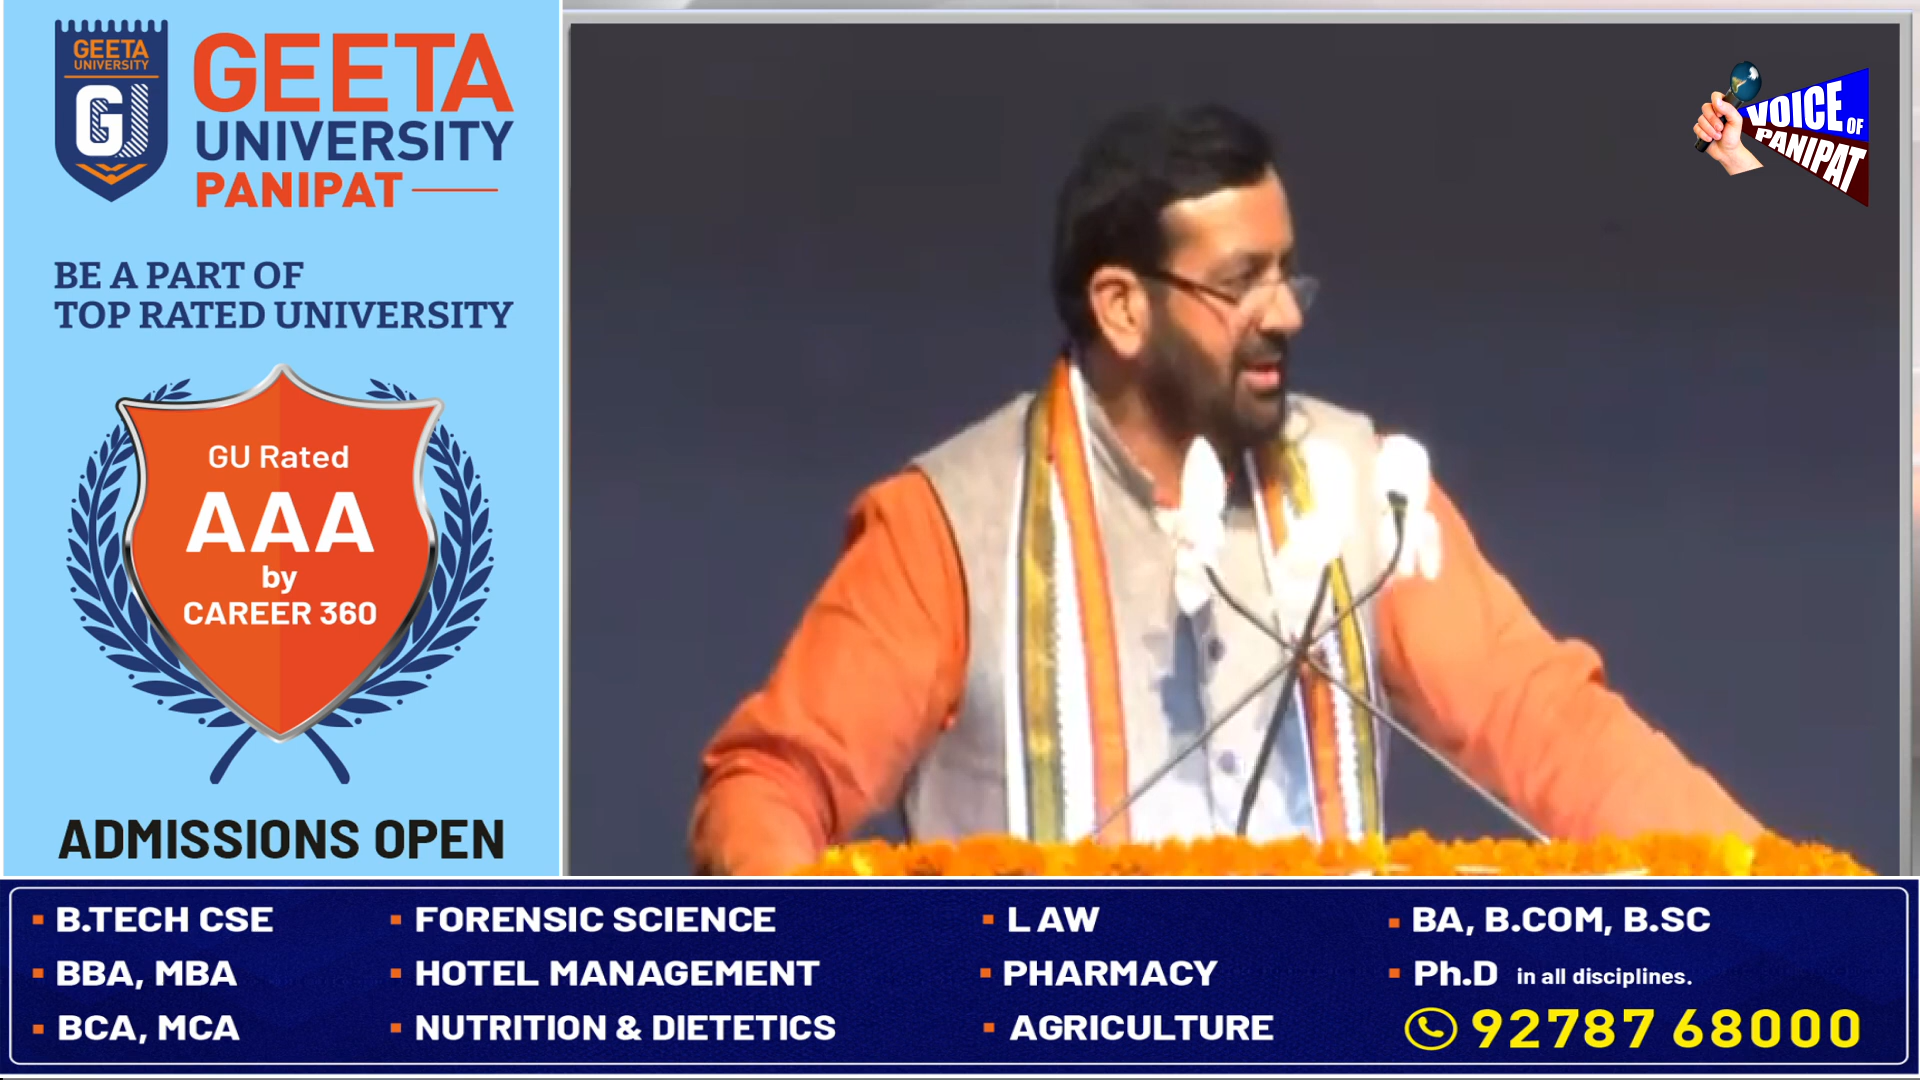 GEETA
UNIVERSITY
GU
GEETA
UNIVERSITY
PANIPAT
BE A PART OF
TOP RATED UNIVERSITY
GU Rated
AAA
by
CAREER 360
ADMISSIONS OPEN
VOICE OF
PANIPAT
B.TECH CSE
BBA, MBA
BCA, MCA
FORENSIC SCIENCE
HOTEL MANAGEMENT
NUTRITION & DIETETICS
LAW
PHARMACY
AGRICULTURE
BA, B.COM, B.SC
Ph.D in all disciplines.
92787 68000